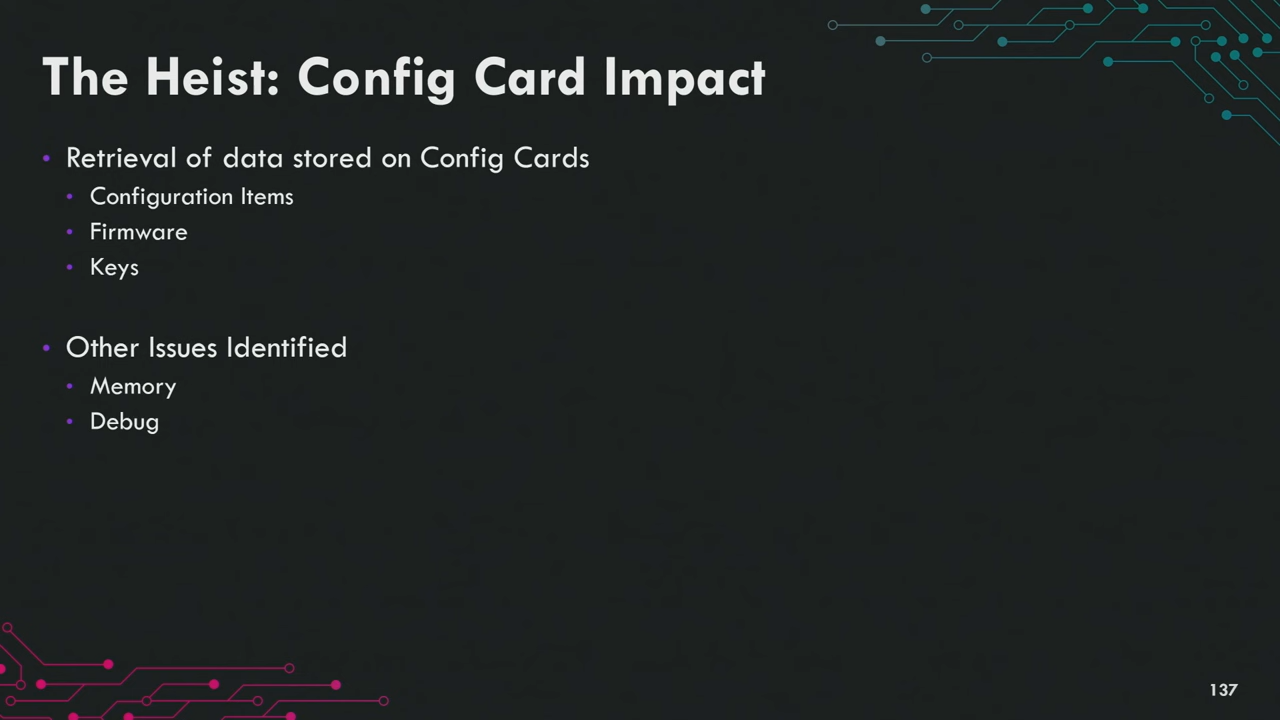 The Heist: Config Card Impact
• Retrieval of data stored on Config Cards
• Configuration Items
• Firmware
• Keys
• Other Issues Identified
• Memory
• Debug
137